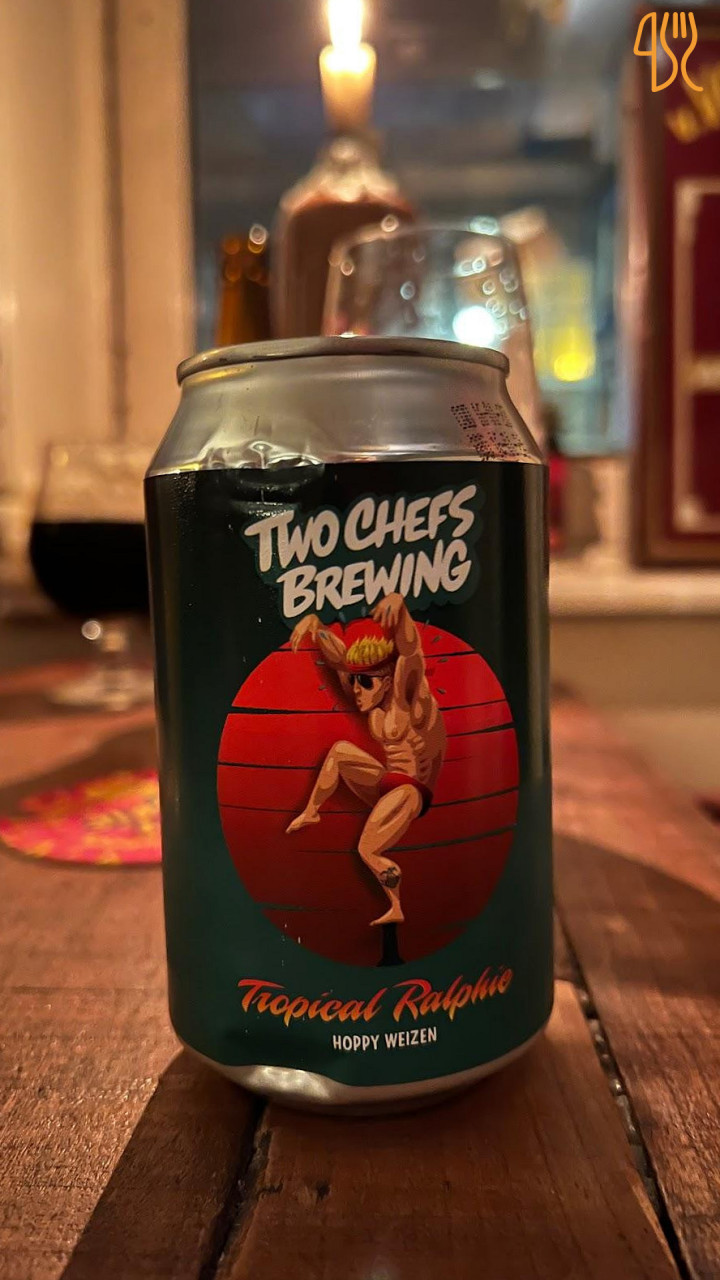 TWO CHEFS
BREWING
Tropical Ralphie
HOPPY WEIZEN